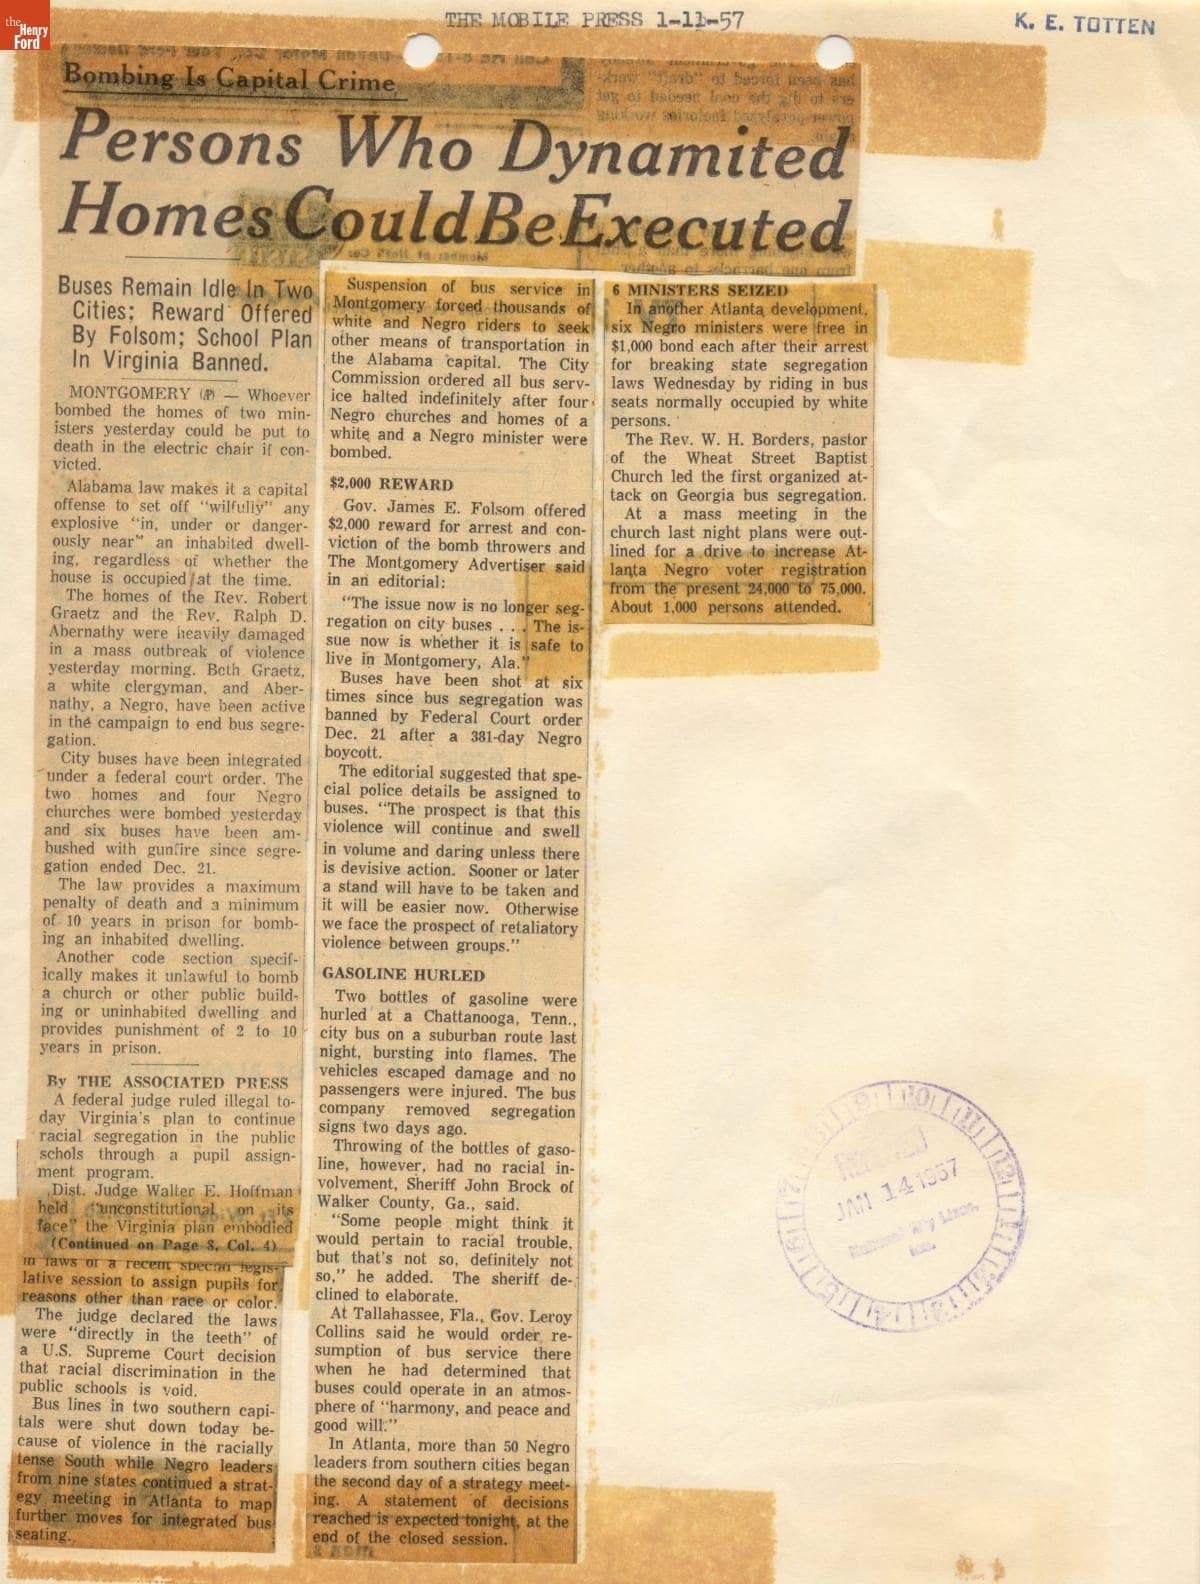 the
Henry
Ford
THE MOBILE PRESS 1-11-57
K. E. TOTTEN
Bombing Is Capital Crime
Persons Who Dynamited
Homes Could Be Executed
Buses Remain Idle In Two
Cities; Reward Offered
By Folsom; School Plan
In Virginia Banned.
MONTGOMERY (AP) — Whoever
bombed the homes of two min-
isters yesterday could be put to
death in the electric chair if con-
victed.
Alabama law makes it a capital
offense to set off "wilfully" any
explosive "in, under or danger-
ously near" an inhabited dwell-
ing, regardless of whether the
house is occupied at the time.
The homes of the Rev. Robert
Graetz and the Rev. Ralph D.
Abernathy were heavily damaged
in a mass outbreak of violence
yesterday morning. Both Graetz,
a white clergyman, and Aber-
nathy, a Negro, have been active
in the campaign to end bus segre-
gation.
City buses have been integrated
under a federal court order. The
two homes and four Negro
churches were bombed yesterday
and six buses have been am-
bushed with gunfire since segre-
gation ended Dec. 21.
The law provides a maximum
penalty of death and a minimum
of 10 years in prison for bomb-
ing an inhabited dwelling.
Another code section specif-
ically makes it unlawful to bomb
a church or other public build-
ing or uninhabited dwelling and
provides punishment of 2 to 10
years in prison.
By THE ASSOCIATED PRESS
A federal judge ruled illegal to-
day Virginia's plan to continue
racial segregation in the public
schols through a pupil assign-
ment program.
Dist. Judge Walter E. Hoffman
held "unconstitutional on its
face" the Virginia plan embodied
(Continued on Page 8, Col. 4)
in laws of a recent special legis-
lative session to assign pupils for
reasons other than race or color.
The judge declared the laws
were "directly in the teeth" of
a U.S. Supreme Court decision
that racial discrimination in the
public schools is void.
Bus lines in two southern capi-
tals were shut down today be-
cause of violence in the racially
tense South while Negro leaders
from nine states continued a strat-
egy meeting in Atlanta to map
further moves for integrated bus
seating.
Suspension of bus service in
Montgomery forced thousands of
white and Negro riders to seek
other means of transportation in
the Alabama capital. The City
Commission ordered all bus serv-
ice halted indefinitely after four
Negro churches and homes of a
white and a Negro minister were
bombed.
$2,000 REWARD
Gov. James E. Folsom offered
$2,000 reward for arrest and con-
viction of the bomb throwers and
The Montgomery Advertiser said
in an editorial:
"The issue now is no longer seg-
regation on city buses . . . The is-
sue now is whether it is safe to
live in Montgomery, Ala."
Buses have been shot at six
times since bus segregation was
banned by Federal Court order
Dec. 21 after a 381-day Negro
boycott.
The editorial suggested that spe-
cial police details be assigned to
buses. "The prospect is that this
violence will continue and swell
in volume and daring unless there
is devisive action. Sooner or later
a stand will have to be taken and
it will be easier now. Otherwise
we face the prospect of retaliatory
violence between groups."
GASOLINE HURLED
Two bottles of gasoline were
hurled at a Chattanooga, Tenn.,
city bus on a suburban route last
night, bursting into flames. The
vehicles escaped damage and no
passengers were injured. The bus
company removed segregation
signs two days ago.
Throwing of the bottles of gaso-
line, however, had no racial in-
volvement, Sheriff John Brock of
Walker County, Ga., said.
"Some people might think it
would pertain to racial trouble,
but that's not so, definitely not
so," he added. The sheriff de-
clined to elaborate.
At Tallahassee, Fla., Gov. Leroy
Collins said he would order re-
sumption of bus service there
when he had determined that
buses could operate in an atmos-
phere of "harmony, and peace and
good will."
In Atlanta, more than 50 Negro
leaders from southern cities began
the second day of a strategy meet-
ing. A statement of decisions
reached is expected tonight, at the
end of the closed session.
6 MINISTERS SEIZED
In another Atlanta development,
six Negro ministers were free in
$1,000 bond each after their arrest
for breaking state segregation
laws Wednesday by riding in bus
seats normally occupied by white
persons.
The Rev. W. H. Borders, pastor
of the Wheat Street Baptist
Church led the first organized at-
tack on Georgia bus segregation.
At a mass meeting in the
church last night plans were out-
lined for a drive to increase At-
lanta Negro voter registration
from the present 24,000 to 75,000.
About 1,000 persons attended.
RECEIVED
JAN 14 1957